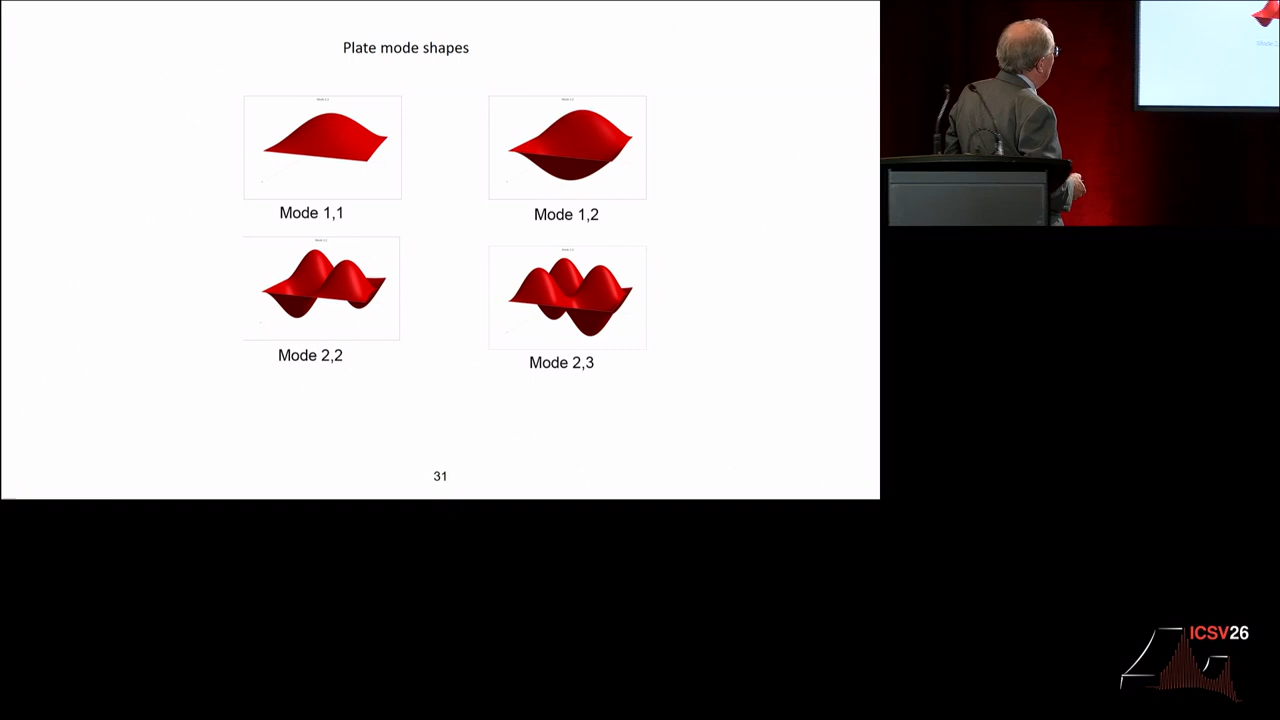 Plate mode shapes
Mode 1,1
Mode 1,2
Mode 2,2
Mode 2,3
31
ICSV26